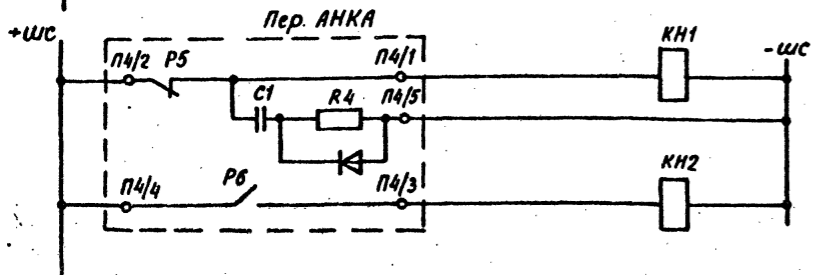 Пер. АНКА
+ШС
КН1
-ШС
П4/2
Р5
П4/1
С1
R4
П4/5
КН2
П4/4
Р6
П4/3